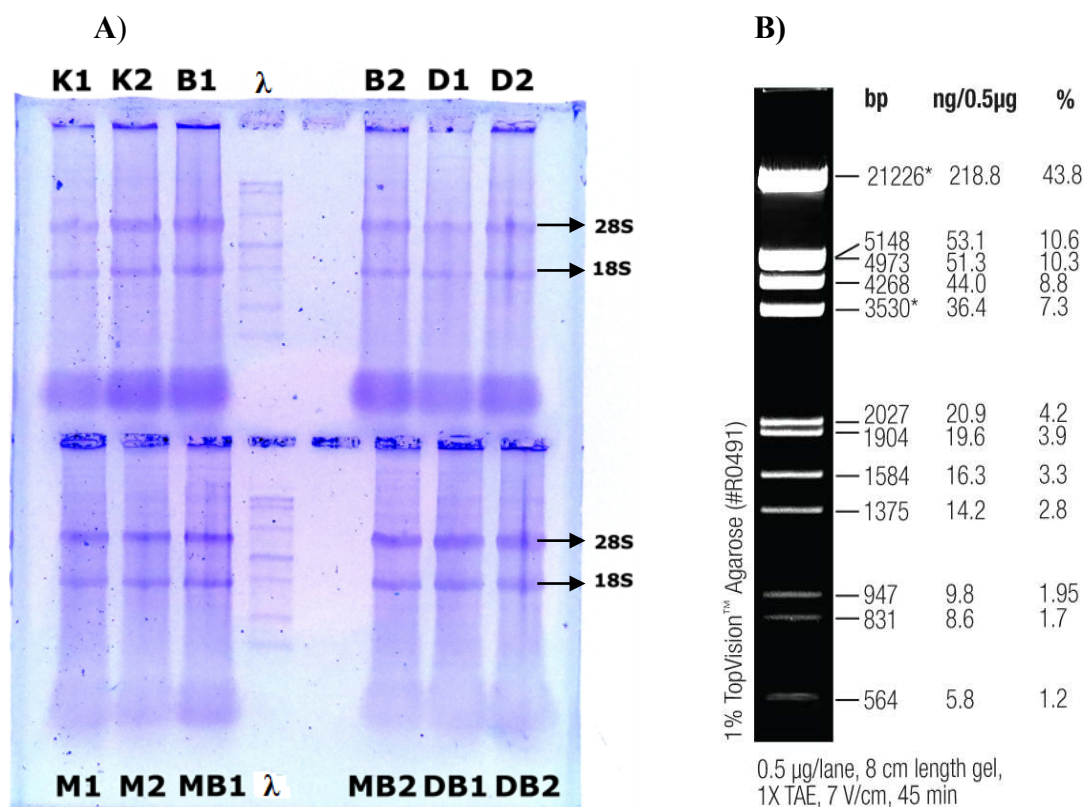 A)
K1 K2 B1 λ B2 D1 D2
28S
18S
28S
18S
M1 M2 MB1 λ MB2 DB1 DB2
B)
bp ng/0.5µg %
21226* 218.8 43.8
5148 53.1 10.6
4973 51.3 10.3
4268 44.0 8.8
3530* 36.4 7.3
2027 20.9 4.2
1904 19.6 3.9
1584 16.3 3.3
1375 14.2 2.8
947 9.8 1.95
831 8.6 1.7
564 5.8 1.2
1% TopVision™ Agarose (#R0491)
0.5 µg/lane, 8 cm length gel,
1X TAE, 7 V/cm, 45 min